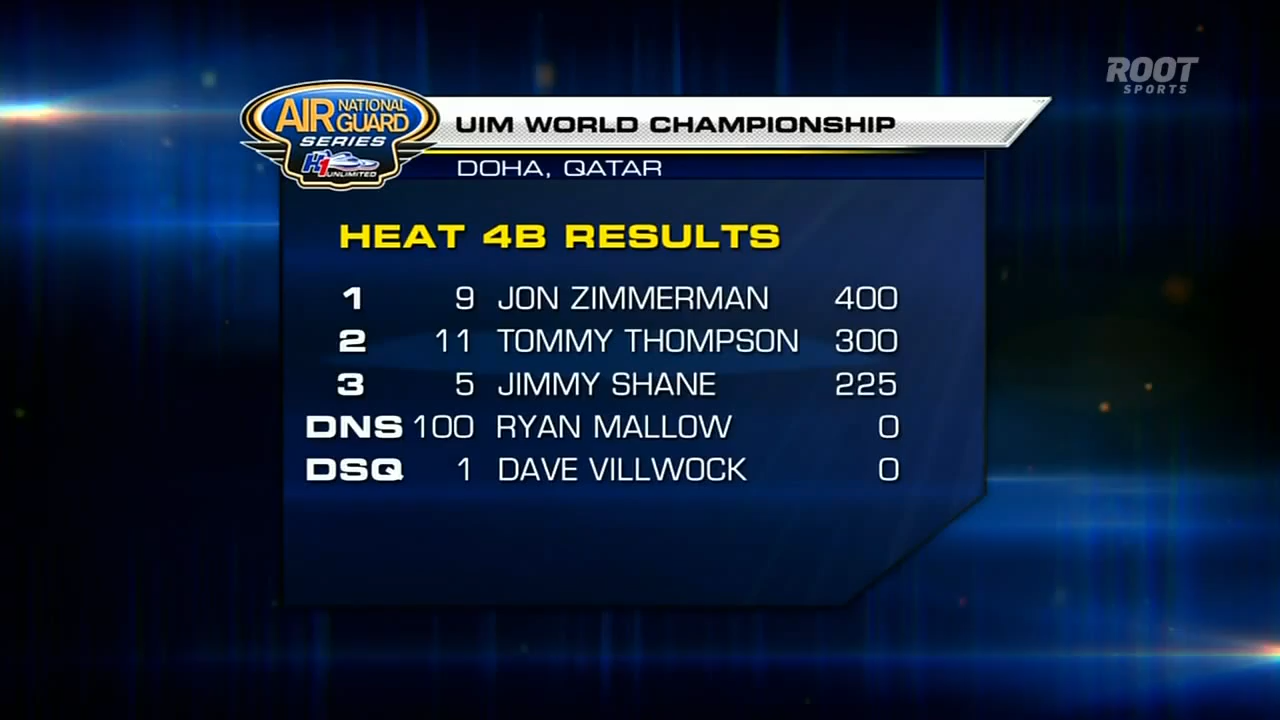 ROOT
SPORTS
AIR NATIONAL GUARD
SERIES
H1 UNLIMITED
UIM WORLD CHAMPIONSHIP
DOHA, QATAR
HEAT 4B RESULTS
1 9 JON ZIMMERMAN 400
2 11 TOMMY THOMPSON 300
3 5 JIMMY SHANE 225
DNS 100 RYAN MALLOW 0
DSQ 1 DAVE VILLWOCK 0